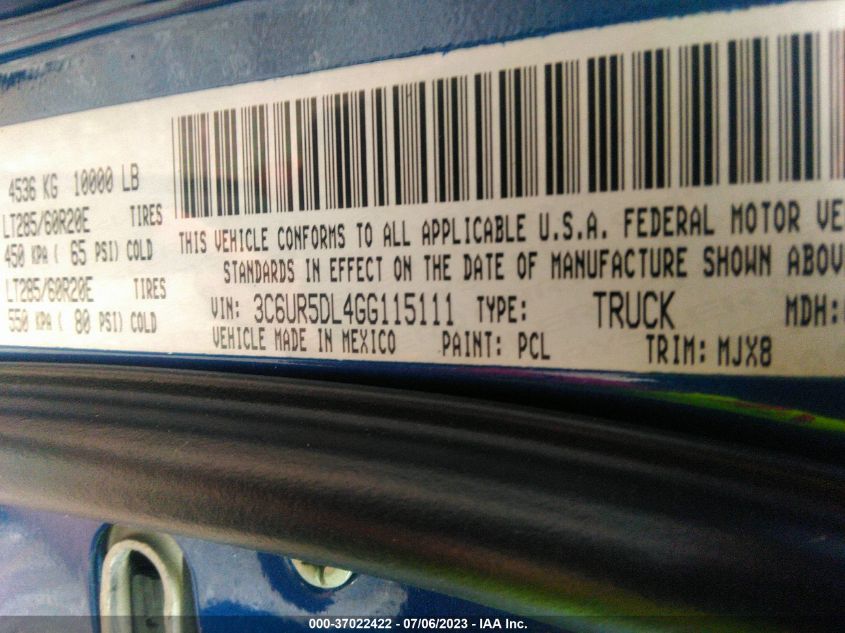 4536 KG 10000 LB
LT285/60R20E TIRES
450 KPA ( 65 PSI) COLD
LT285/60R20E TIRES
550 KPA ( 80 PSI) COLD
THIS VEHICLE CONFORMS TO ALL APPLICABLE U.S.A. FEDERAL MOTOR VE
STANDARDS IN EFFECT ON THE DATE OF MANUFACTURE SHOWN ABOV
VIN: 3C6UR5DL4GG115111 TYPE: TRUCK MDH:
VEHICLE MADE IN MEXICO PAINT: PCL TRIM: MJX8
000-37022422 - 07/06/2023 - IAA Inc.